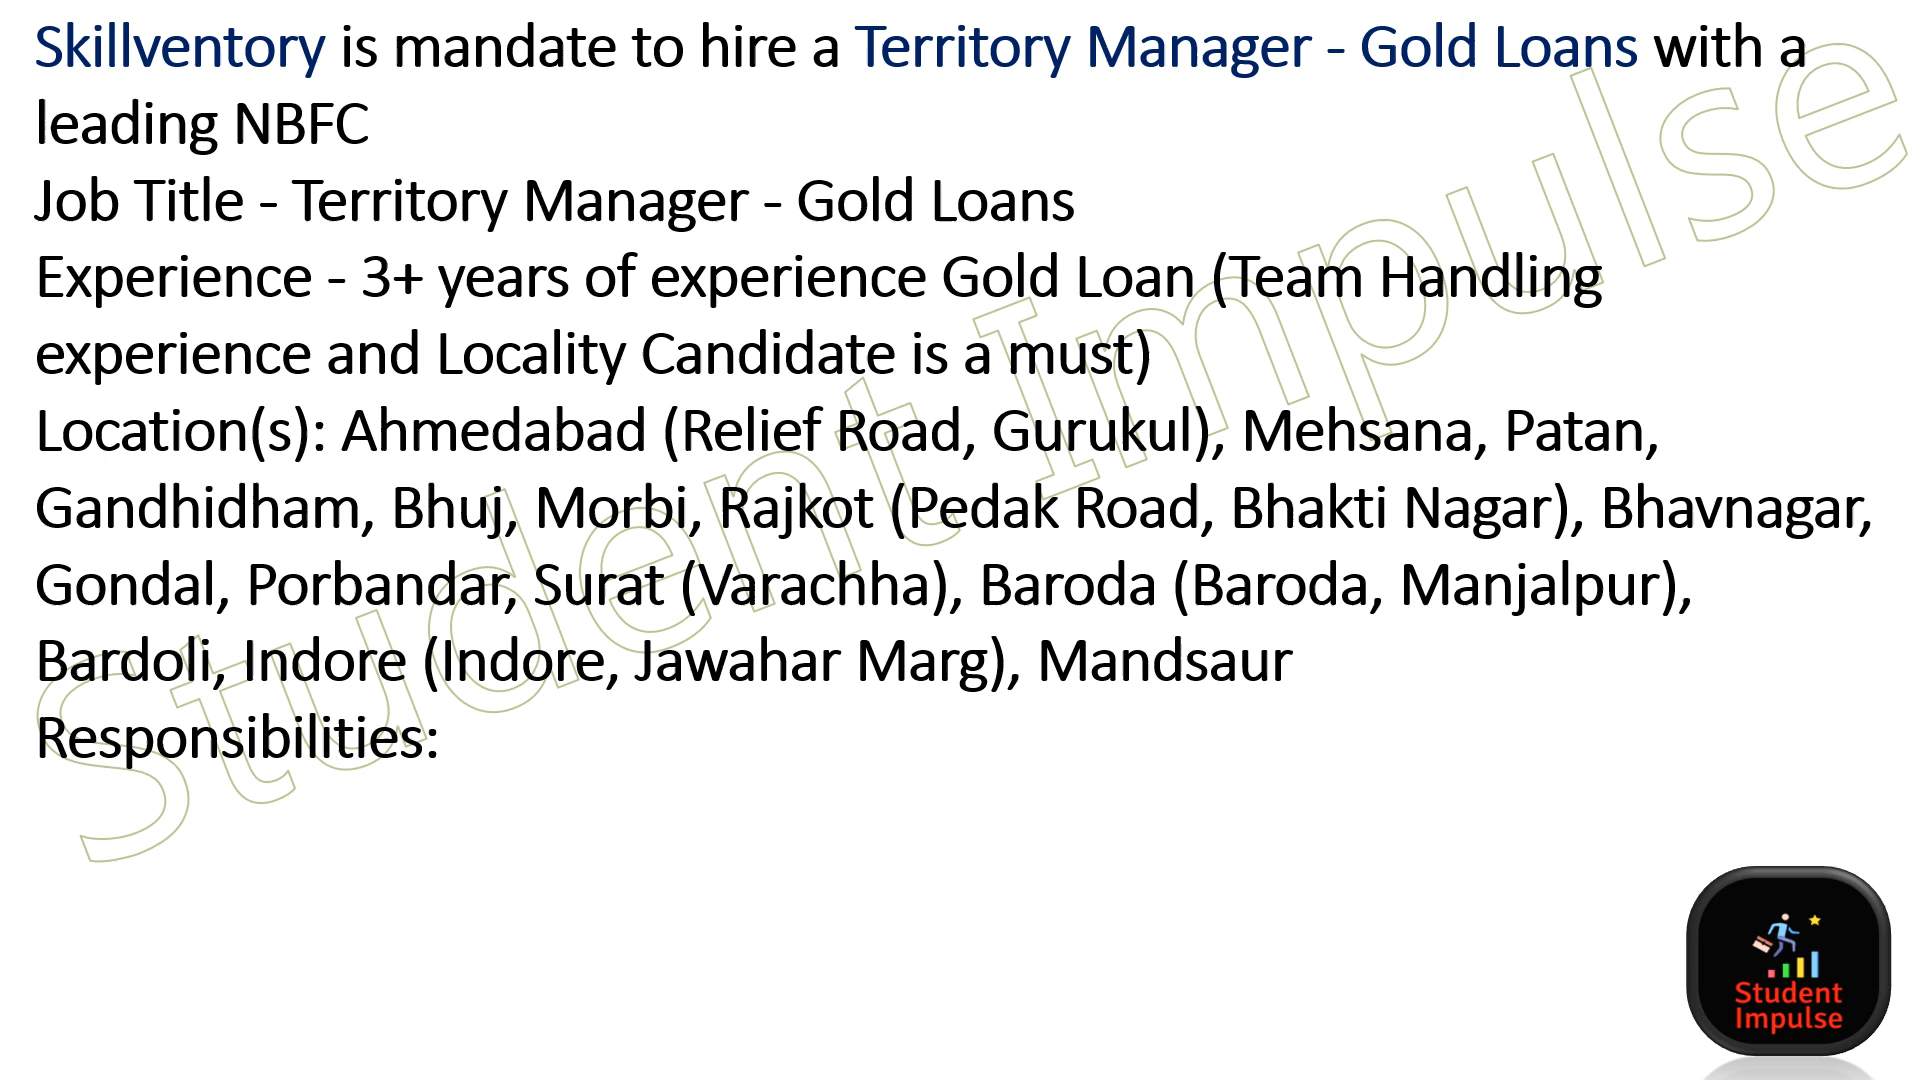 Skillventory is mandate to hire a Territory Manager - Gold Loans with a
leading NBFC
Job Title - Territory Manager - Gold Loans
Experience - 3+ years of experience Gold Loan (Team Handling
experience and Locality Candidate is a must)
Location(s): Ahmedabad (Relief Road, Gurukul), Mehsana, Patan,
Gandhidham, Bhuj, Morbi, Rajkot (Pedak Road, Bhakti Nagar), Bhavnagar,
Gondal, Porbandar, Surat (Varachha), Baroda (Baroda, Manjalpur),
Bardoli, Indore (Indore, Jawahar Marg), Mandsaur
Responsibilities:
Student Impulse
Student
Impulse